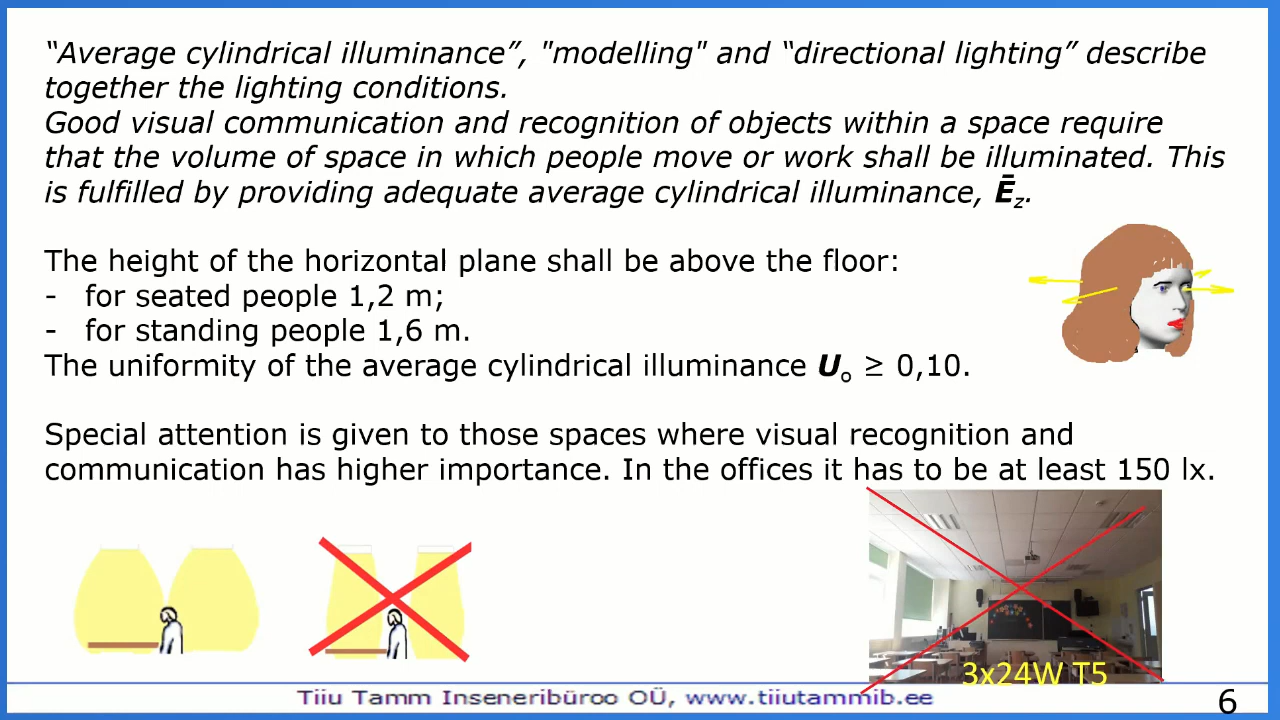 “Average cylindrical illuminance”, "modelling" and “directional lighting” describe
together the lighting conditions.
Good visual communication and recognition of objects within a space require
that the volume of space in which people move or work shall be illuminated. This
is fulfilled by providing adequate average cylindrical illuminance, Ēz.
The height of the horizontal plane shall be above the floor:
- for seated people 1,2 m;
- for standing people 1,6 m.
The uniformity of the average cylindrical illuminance Uo ≥ 0,10.
Special attention is given to those spaces where visual recognition and
communication has higher importance. In the offices it has to be at least 150 lx.
3x24W T5
Tiiu Tamm Inseneribüroo OÜ, www.tiiutammib.ee
6